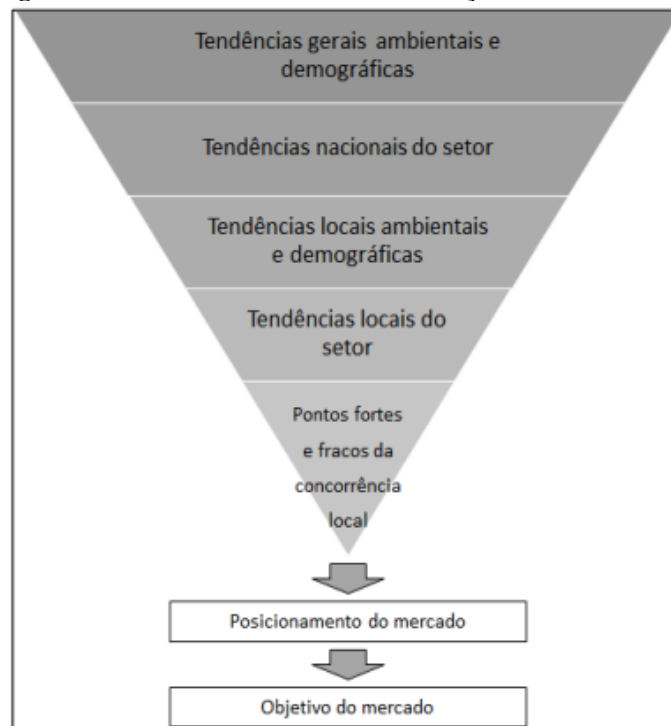 Tendências gerais ambientais e
demográficas
Tendências nacionais do setor
Tendências locais ambientais
e demográficas
Tendências locais do
setor
Pontos fortes
e fracos da
concorrência
local
Posicionamento do mercado
Objetivo do mercado